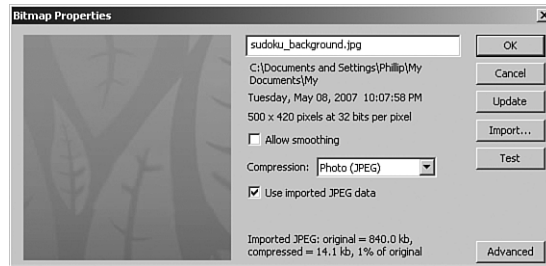 Bitmap Properties
sudoku_background.jpg
OK
C:\Documents and Settings\Phillip\My
Documents\My
Cancel
Tuesday, May 08, 2007 10:07:58 PM
Update
500 x 420 pixels at 32 bits per pixel
Import...
Allow smoothing
Compression: Photo (JPEG)
Test
Use imported JPEG data
Imported JPEG: original = 840.0 kb,
compressed = 14.1 kb, 1% of original
Advanced